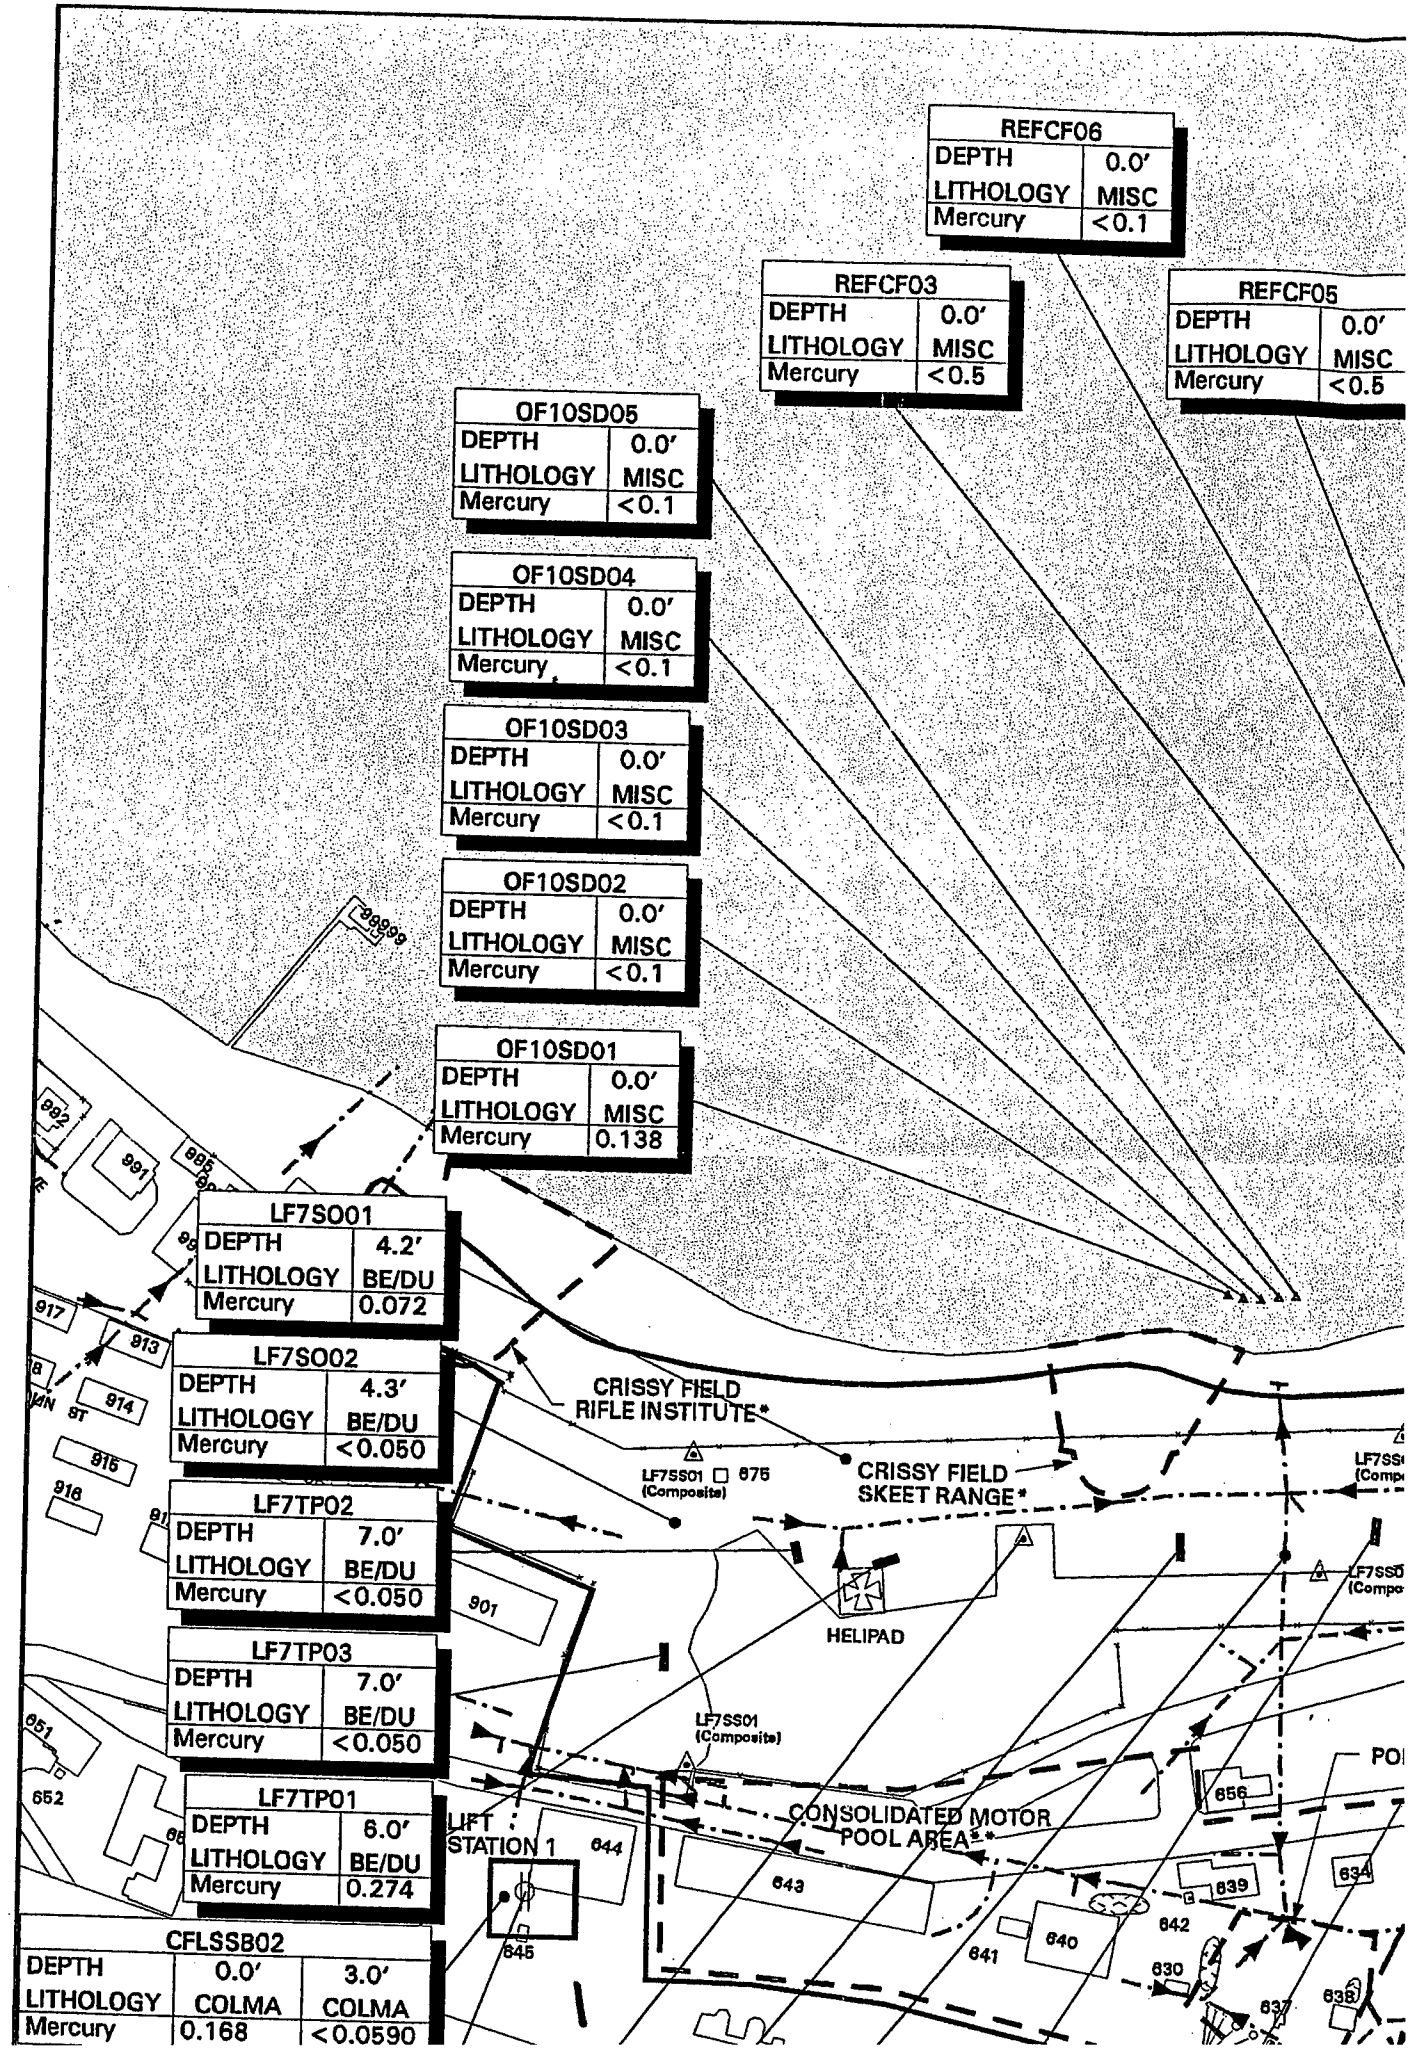 REFCF06
DEPTH 0.0'
LITHOLOGY MISC
Mercury <0.1
REFCF03
DEPTH 0.0'
LITHOLOGY MISC
Mercury <0.5
REFCF05
DEPTH 0.0'
LITHOLOGY MISC
Mercury <0.5
OF10SD05
DEPTH 0.0'
LITHOLOGY MISC
Mercury <0.1
OF10SD04
DEPTH 0.0'
LITHOLOGY MISC
Mercury <0.1
OF10SD03
DEPTH 0.0'
LITHOLOGY MISC
Mercury <0.1
OF10SD02
DEPTH 0.0'
LITHOLOGY MISC
Mercury <0.1
99999
OF10SD01
DEPTH 0.0'
LITHOLOGY MISC
Mercury 0.138
992
991
995
LF7SO01
DEPTH 4.2'
LITHOLOGY BE/DU
Mercury 0.072
917
913
LF7SO02
DEPTH 4.3'
LITHOLOGY BE/DU
Mercury <0.050
914
ST
915
916
CRISSY FIELD
RIFLE INSTITUTE*
LF7SS01 675
(Composite)
CRISSY FIELD
SKEET RANGE*
LF7SS0
(Compo
LF7TP02
DEPTH 7.0'
LITHOLOGY BE/DU
Mercury <0.050
901
HELIPAD
LF7TP03
DEPTH 7.0'
LITHOLOGY BE/DU
Mercury <0.050
LF7SS01
(Composite)
651
652
LF7TP01
DEPTH 6.0'
LITHOLOGY BE/DU
Mercury 0.274
LIFT
STATION 1
644
645
643
CONSOLIDATED MOTOR
POOL AREA**
656
POI
639
634
642
640
641
630
637
638
CFLSSB02
DEPTH 0.0' 3.0'
LITHOLOGY COLMA COLMA
Mercury 0.168 <0.0590